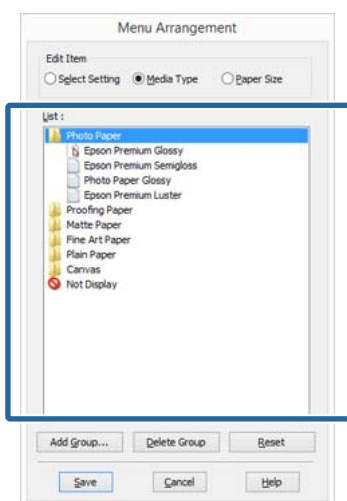 Menu Arrangement
Edit Item
Select Setting Media Type Paper Size
List :
Photo Paper
Epson Premium Glossy
Epson Premium Semigloss
Photo Paper Glossy
Epson Premium Luster
Proofing Paper
Matte Paper
Fine Art Paper
Plain Paper
Canvas
Not Display
Add Group... Delete Group Reset
Save Cancel Help